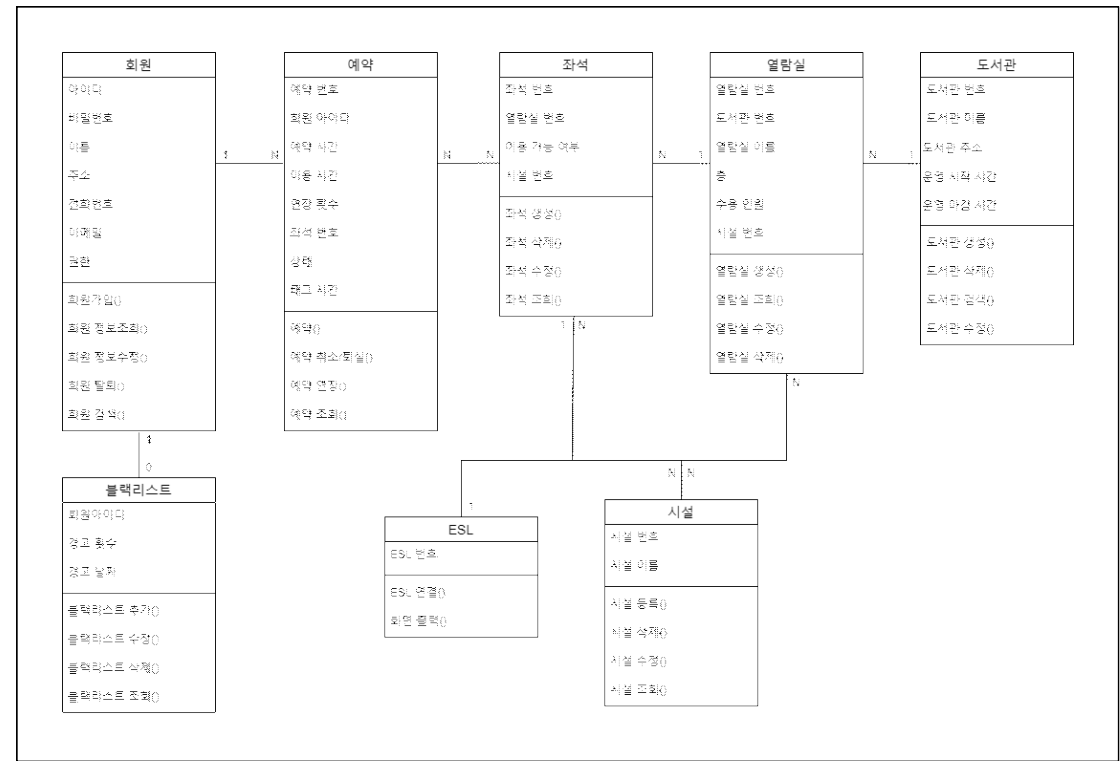 회원
아이디
비밀번호
이름
주소
전화번호
이메일
권한
회원가입()
회원 정보조회()
회원 정보수정()
회원 탈퇴()
회원 검색()
예약
예약 번호
회원 아이디
예약 시간
이용 시간
연장 횟수
좌석 번호
상태
태그 시간
예약()
예약 취소/퇴실()
예약 연장()
예약 조회()
좌석
좌석 번호
열람실 번호
이용 가능 여부
시설 번호
좌석 생성()
좌석 삭제()
좌석 수정()
좌석 조회()
열람실
열람실 번호
도서관 번호
열람실 이름
층
수용 인원
시설 번호
열람실 생성()
열람실 조회()
열람실 수정()
열람실 삭제()
도서관
도서관 번호
도서관 이름
도서관 주소
운영 시작 시간
운영 마감 시간
도서관 생성()
도서관 삭제()
도서관 검색()
도서관 수정()
N
N
N
N
1
N
1
1
N
N
1
0
블랙리스트
회원아이디
경고 횟수
경고 날짜
블랙리스트 추가()
블랙리스트 수정()
블랙리스트 삭제()
블랙리스트 조회()
1
ESL
ESL 번호
ESL 연결()
화면 출력()
N
N
시설
시설 번호
시설 이름
시설 등록()
시설 삭제()
시설 수정()
시설 조회()